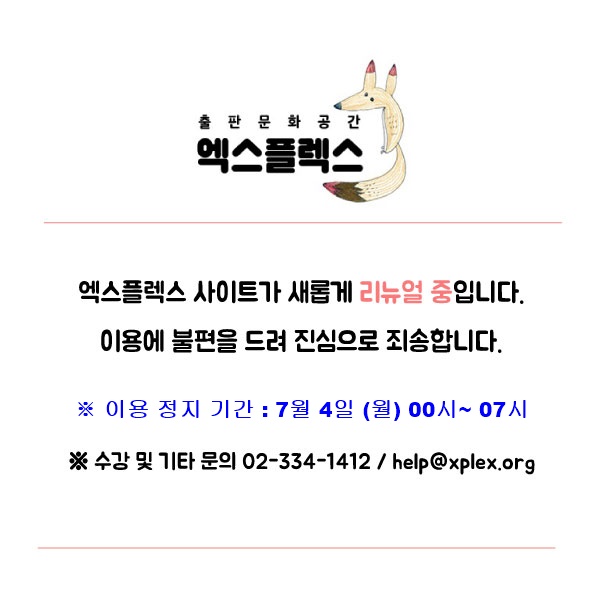 출판문화공간
엑스플렉스
엑스플렉스 사이트가 새롭게 리뉴얼 중입니다.
이용에 불편을 드려 진심으로 죄송합니다.
※ 이용 정지 기간 : 7월 4일 (월) 00시~ 07시
※ 수강 및 기타 문의 02-334-1412 / help@xplex.org